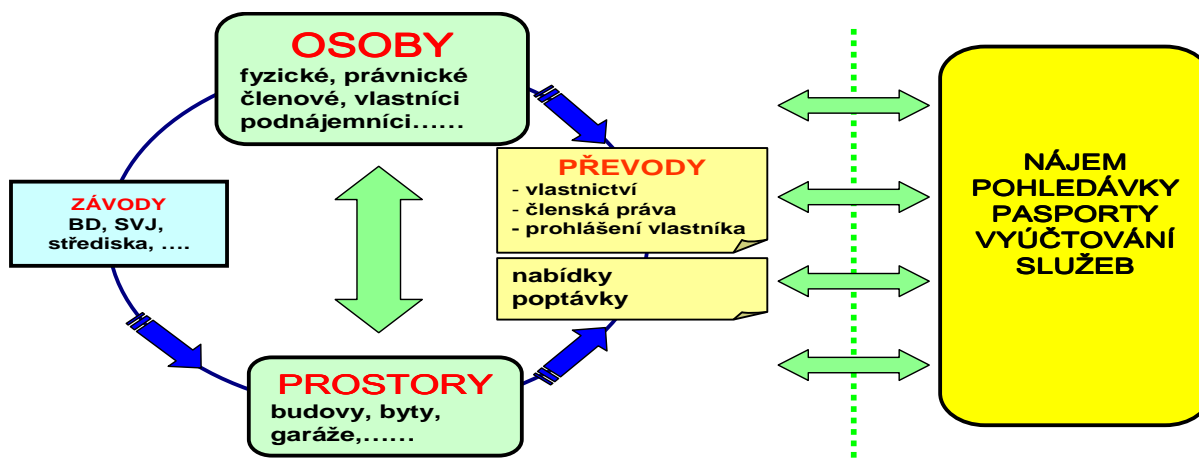 OSOBY
fyzické, právnické
členové, vlastníci
podnájemníci......
ZÁVODY
BD, SVJ,
střediska, ....
PŘEVODY
- vlastnictví
- členská práva
- prohlášení vlastníka
nabídky
poptávky
PROSTORY
budovy, byty,
garáže,......
NÁJEM
POHLEDÁVKY
PASPORTY
VYÚČTOVÁNÍ
SLUŽEB